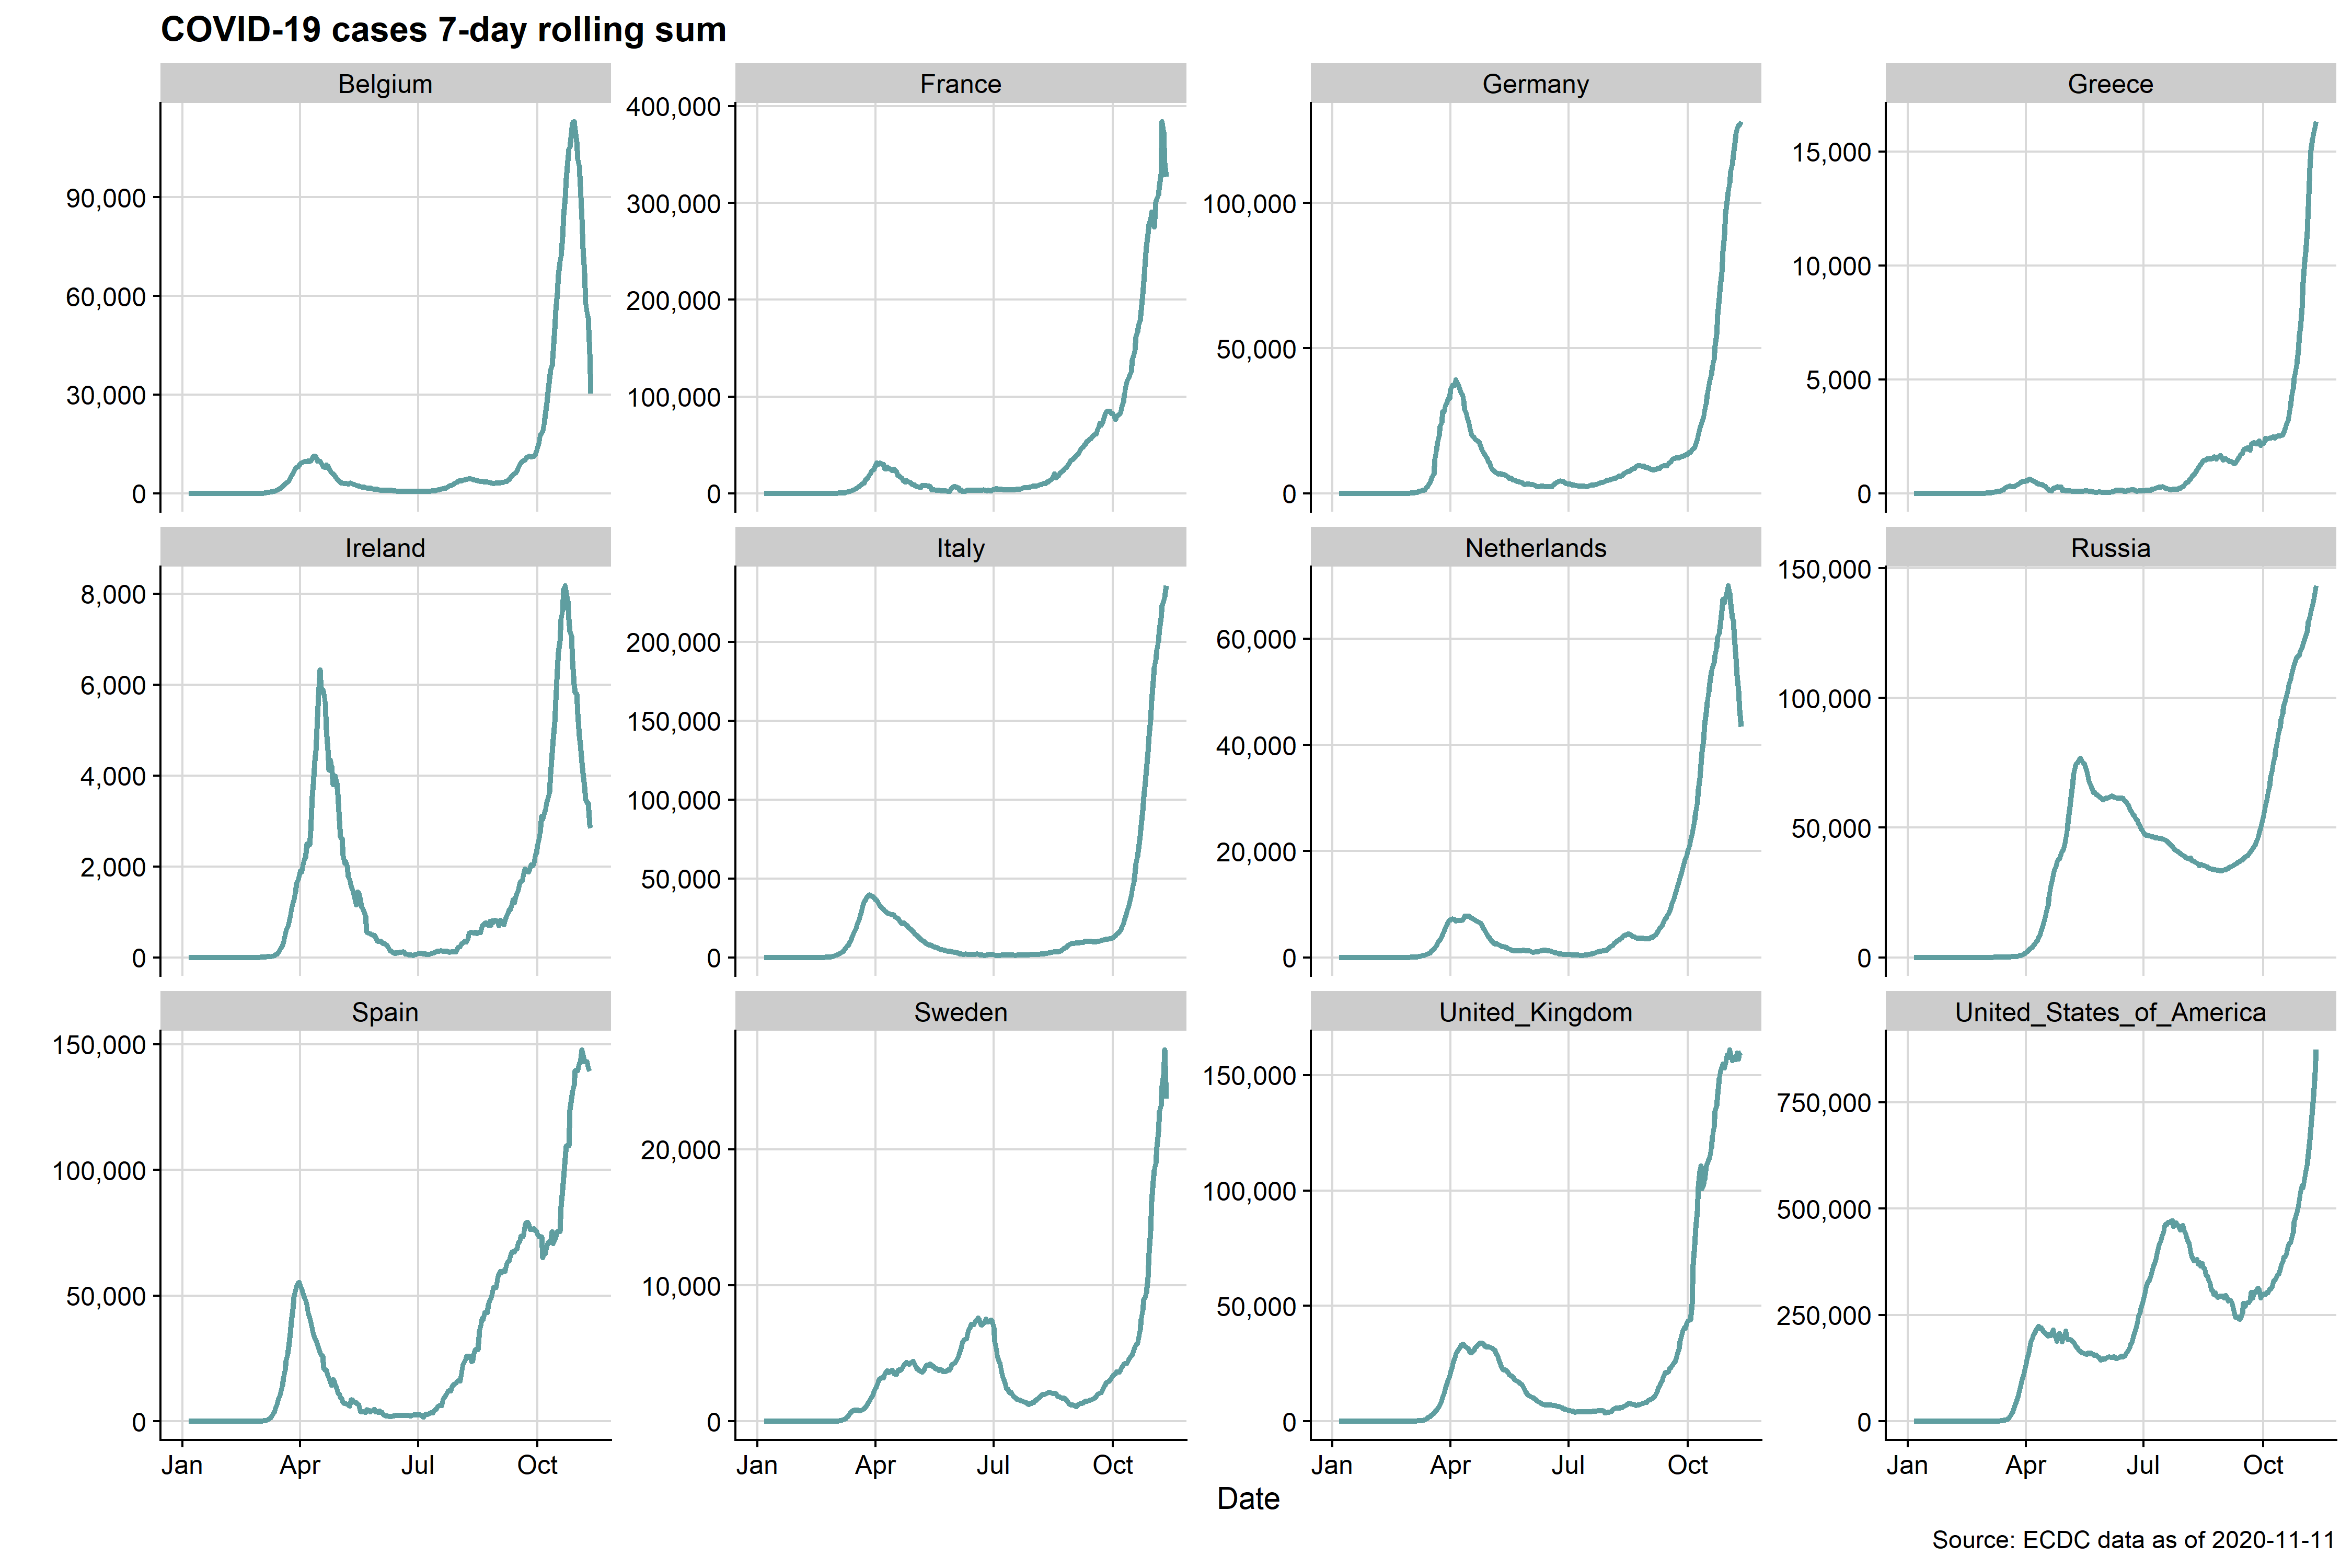 COVID-19 cases 7-day rolling sum
Belgium
90,000
60,000
30,000
0
France
400,000
300,000
200,000
100,000
0
Germany
100,000
50,000
0
Greece
15,000
10,000
5,000
0
Ireland
8,000
6,000
4,000
2,000
0
Italy
200,000
150,000
100,000
50,000
0
Netherlands
60,000
40,000
20,000
0
Russia
150,000
100,000
50,000
0
Spain
150,000
100,000
50,000
0
Jan Apr Jul Oct
Sweden
20,000
10,000
0
Jan Apr Jul Oct
United_Kingdom
150,000
100,000
50,000
0
Jan Apr Jul Oct
United_States_of_America
750,000
500,000
250,000
0
Jan Apr Jul Oct
Date
Source: ECDC data as of 2020-11-11